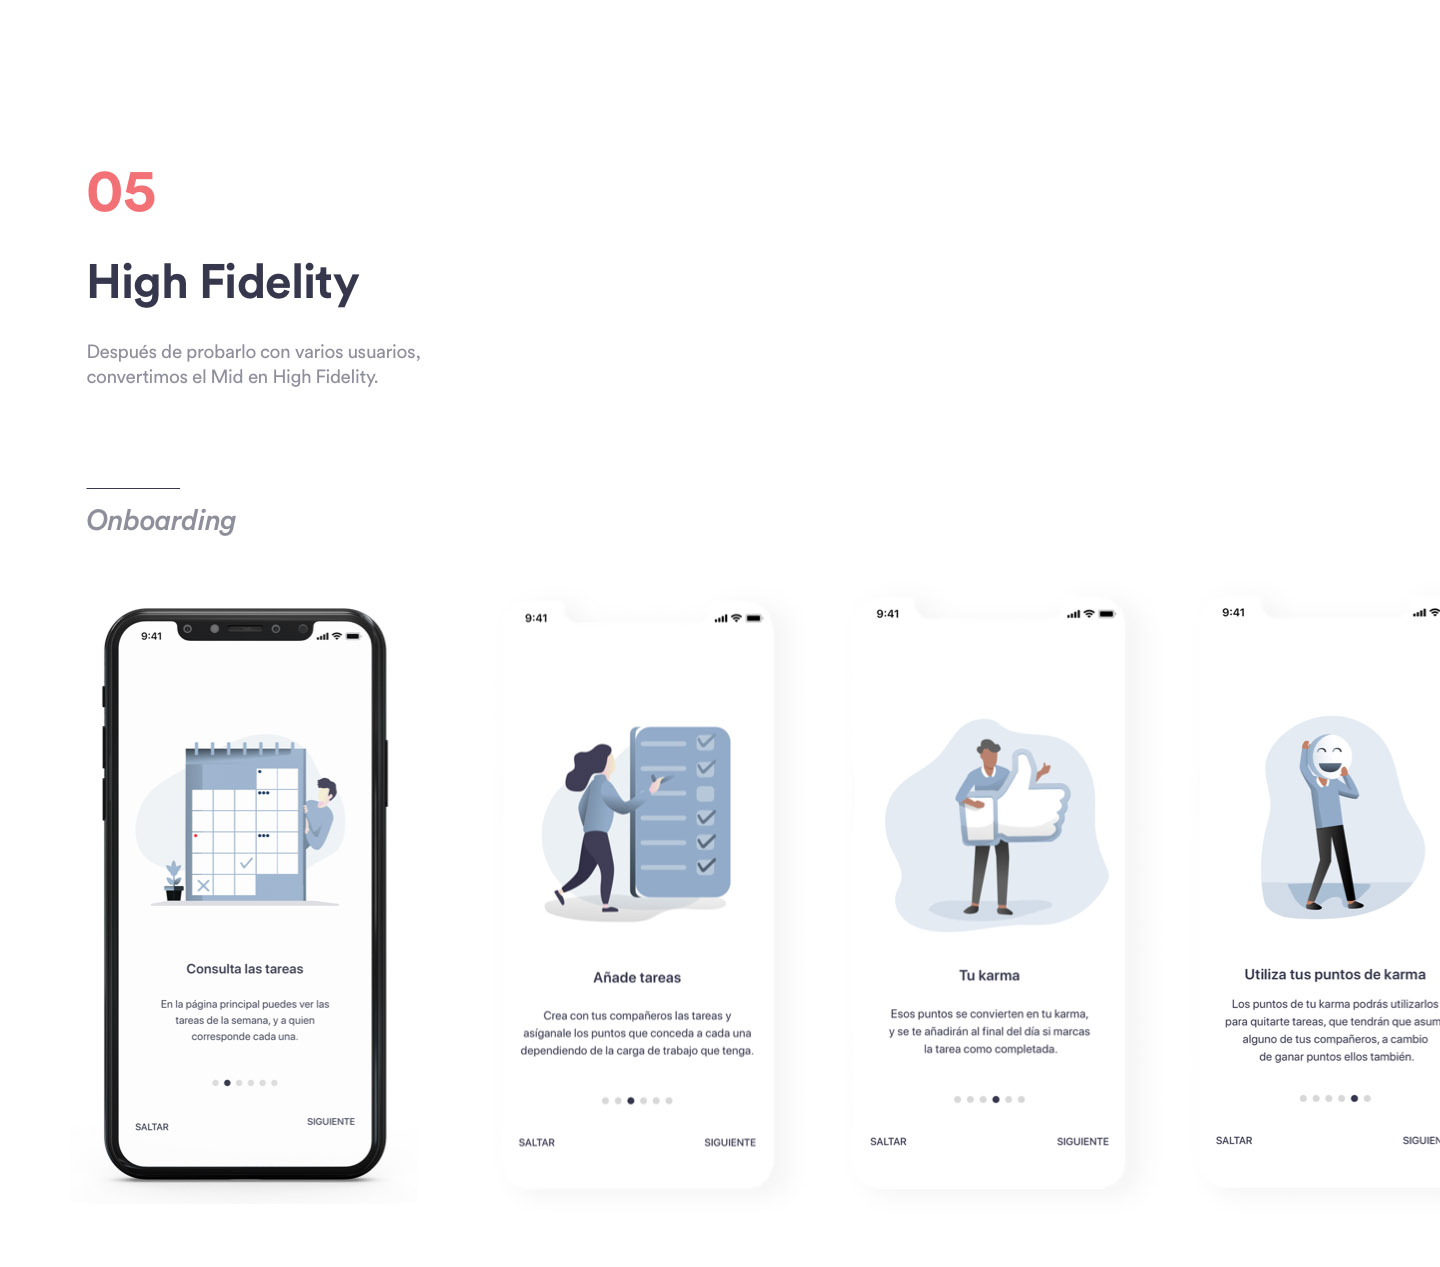 05
High Fidelity
Después de probarlo con varios usuarios,
convertimos el Mid en High Fidelity.
Onboarding
9:41
Consulta las tareas
En la página principal puedes ver las
tareas de la semana, y a quien
corresponde cada una.
SALTAR
SIGUIENTE
9:41
Añade tareas
Crea con tus compañeros las tareas y
asíganale los puntos que conceda a cada una
dependiendo de la carga de trabajo que tenga.
SALTAR
SIGUIENTE
9:41
Tu karma
Esos puntos se convierten en tu karma,
y se te añadirán al final del día si marcas
la tarea como completada.
SALTAR
SIGUIENTE
9:41
Utiliza tus puntos de karma
Los puntos de tu karma podrás utilizarlos
para quitarte tareas, que tendrán que asum
alguno de tus compañeros, a cambio
de ganar puntos ellos también.
SALTAR
SIGUIEN